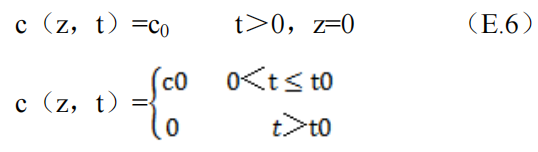 c（z，t）=c₀ t＞0，z=0 （E.6）
c（z，t）={c0 0＜t≤t0
0 t＞t0